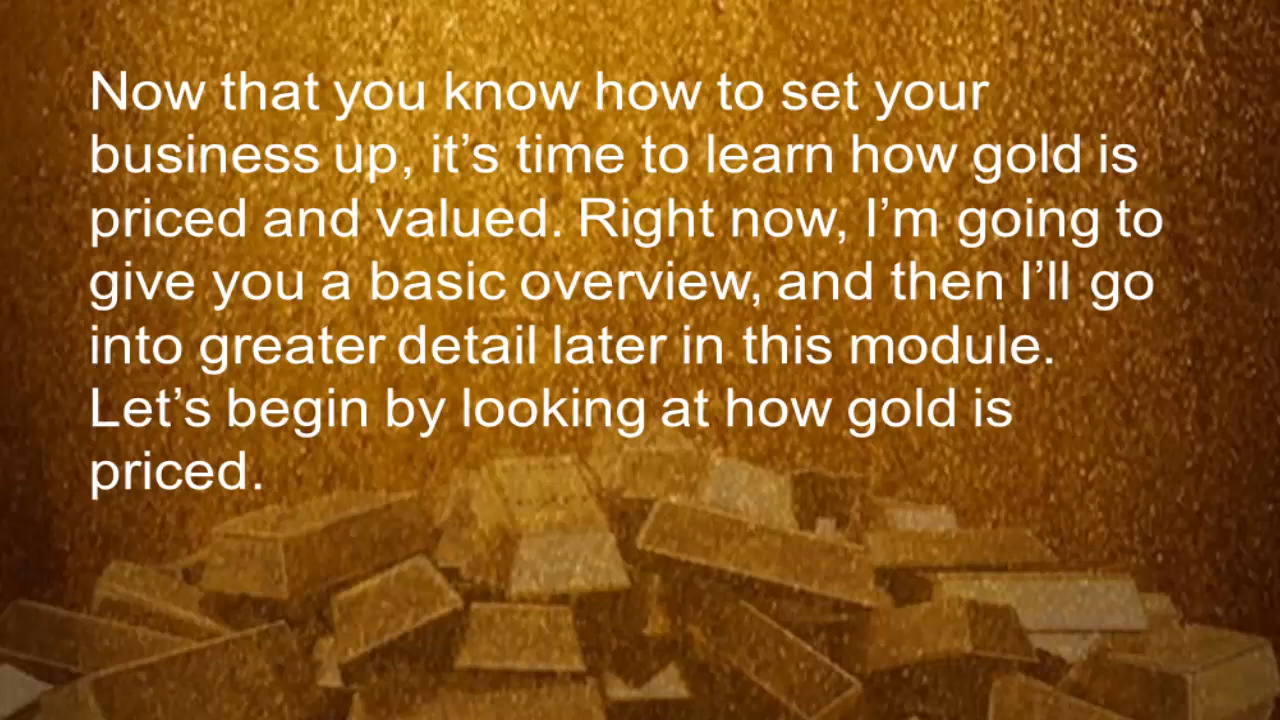 Now that you know how to set your
business up, it’s time to learn how gold is
priced and valued. Right now, I’m going to
give you a basic overview, and then I’ll go
into greater detail later in this module.
Let’s begin by looking at how gold is
priced.